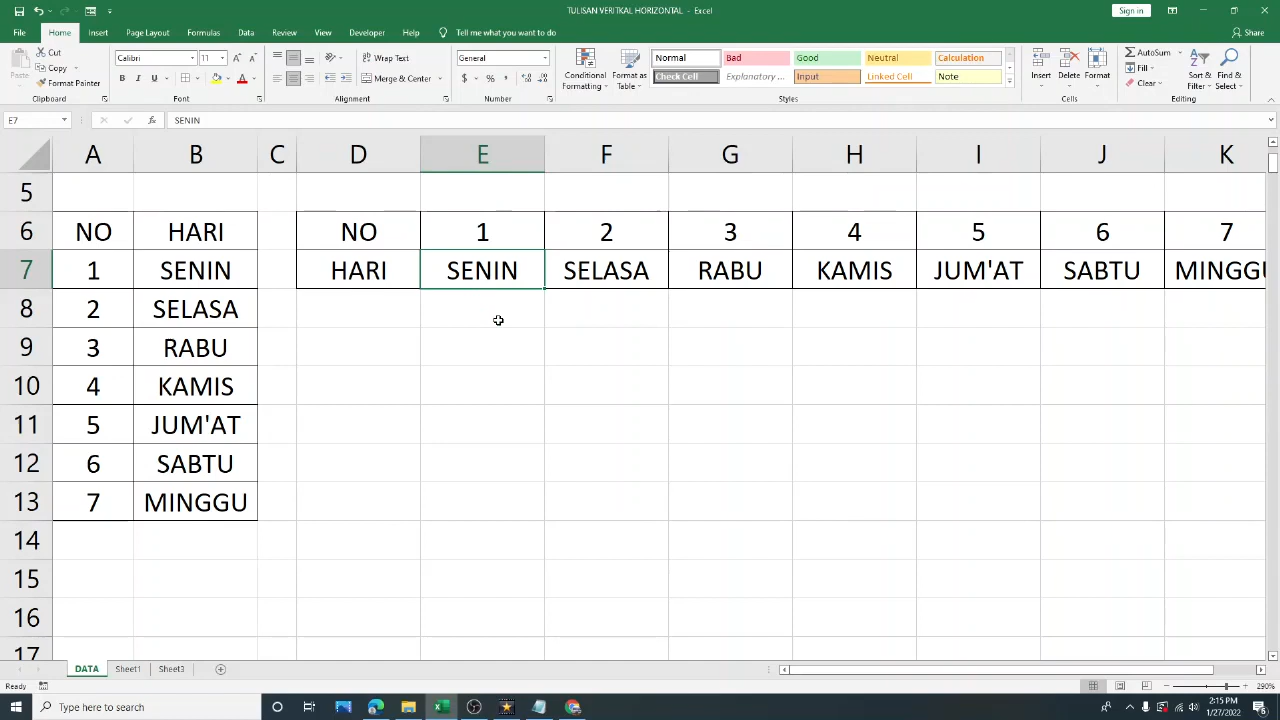 TULISAN VERITKAL HORIZONTAL - Excel
Sign in
File Home Insert Page Layout Formulas Data Review View Developer Help Tell me what you want to do Share
Paste Cut Copy Format Painter Clipboard
Calibri 11 B I U A Font
Wrap Text Merge & Center Alignment
General $ % Number
Conditional Formatting Format as Table
Normal Bad Good Neutral Calculation
Check Cell Explanatory ... Input Linked Cell Note
Styles
Insert Delete Format Cells
AutoSum Fill Clear Sort & Filter Find & Select Editing
E7 fx SENIN
A B C D E F G H I J K
5
6 NO HARI NO 1 2 3 4 5 6 7
7 1 SENIN HARI SENIN SELASA RABU KAMIS JUM'AT SABTU MINGGU
8 2 SELASA
9 3 RABU
10 4 KAMIS
11 5 JUM'AT
12 6 SABTU
13 7 MINGGU
14
15
16
17
DATA Sheet1 Sheet3
Ready 290%
Type here to search
2:15 PM
1/27/2022